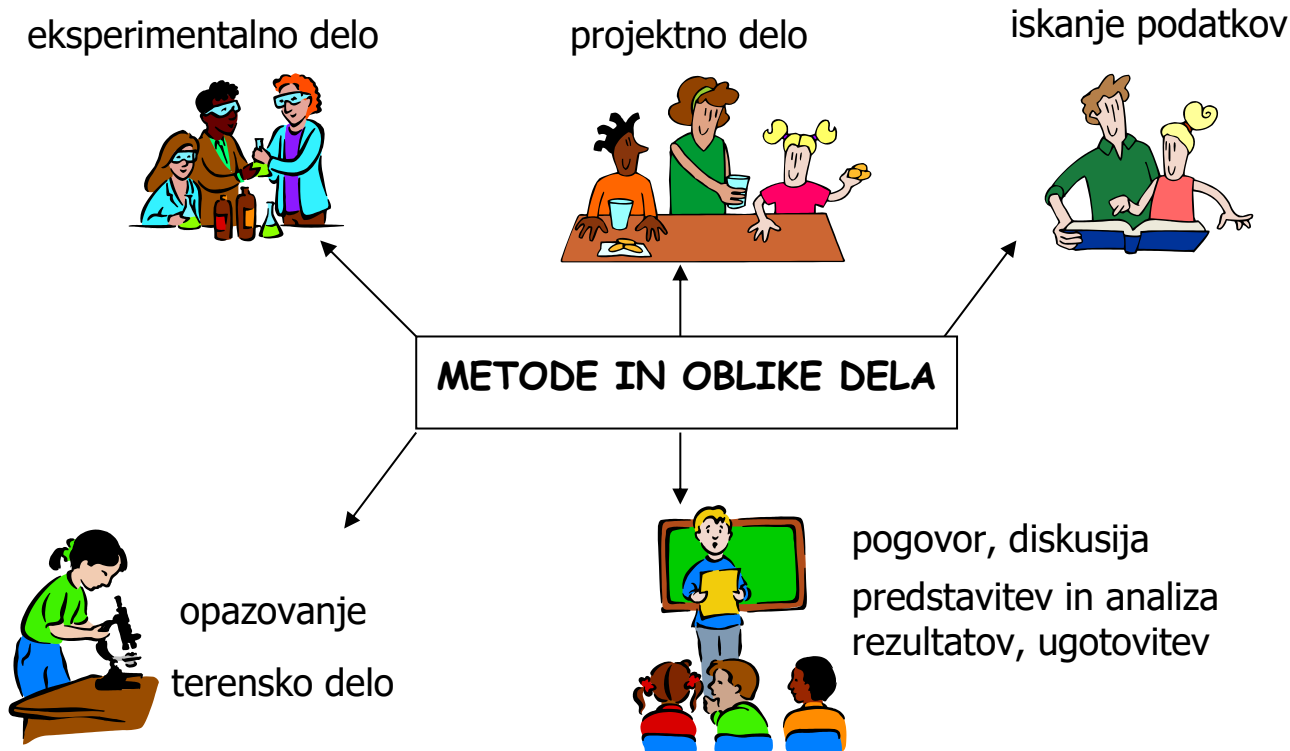 eksperimentalno delo
projektno delo
iskanje podatkov
METODE IN OBLIKE DELA
opazovanje
terensko delo
pogovor, diskusija
predstavitev in analiza
rezultatov, ugotovitev